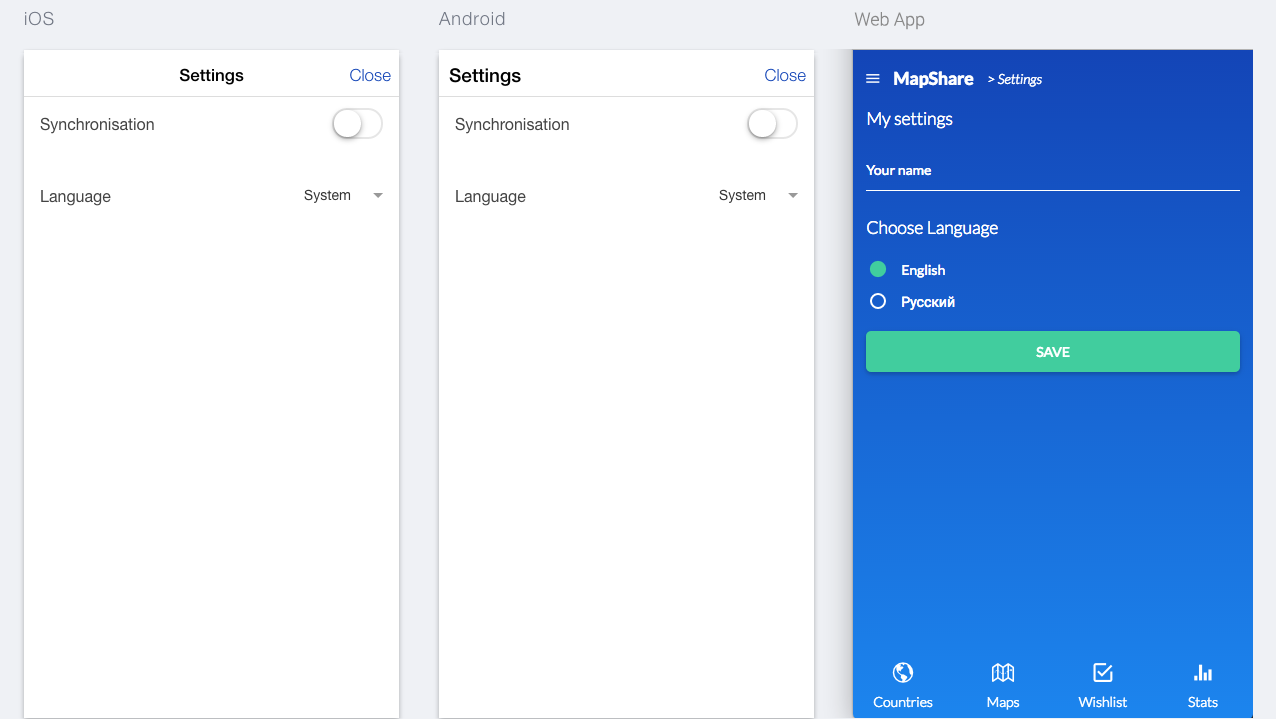 iOS
Settings
Close
Synchronisation
Language
System
Android
Settings
Close
Synchronisation
Language
System
Web App
MapShare
> Settings
My settings
Your name
Choose Language
English
Русский
SAVE
Countries
Maps
Wishlist
Stats